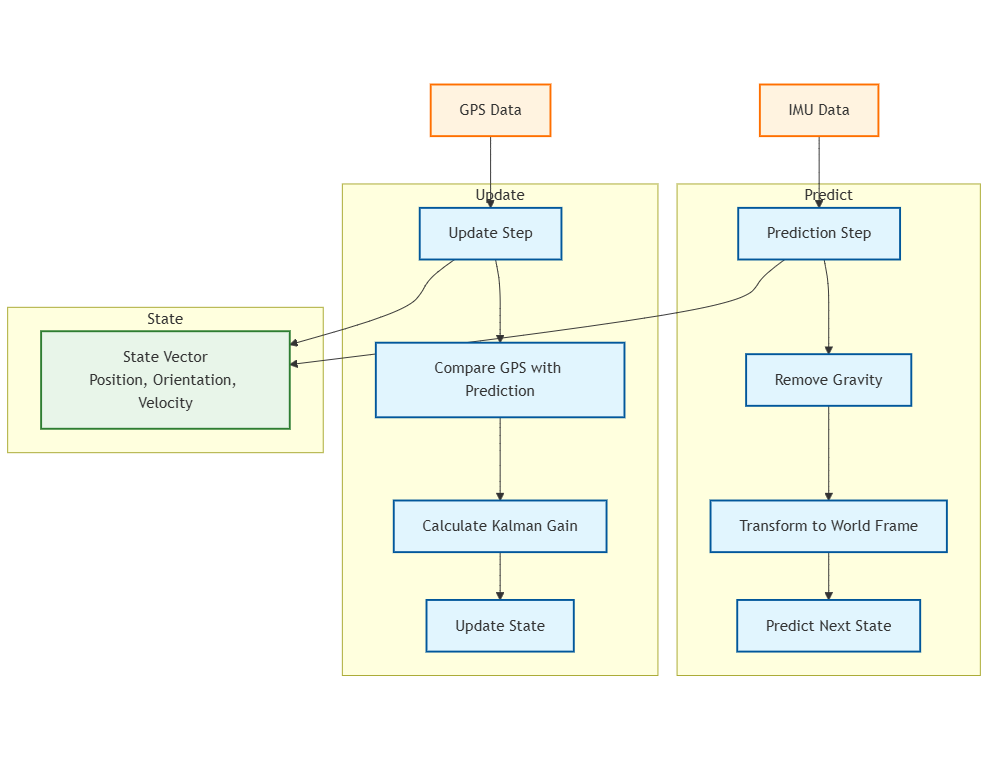 GPS Data
IMU Data
Update
Predict
Update Step
Prediction Step
State
State Vector
Position, Orientation,
Velocity
Compare GPS with
Prediction
Remove Gravity
Calculate Kalman Gain
Transform to World Frame
Update State
Predict Next State